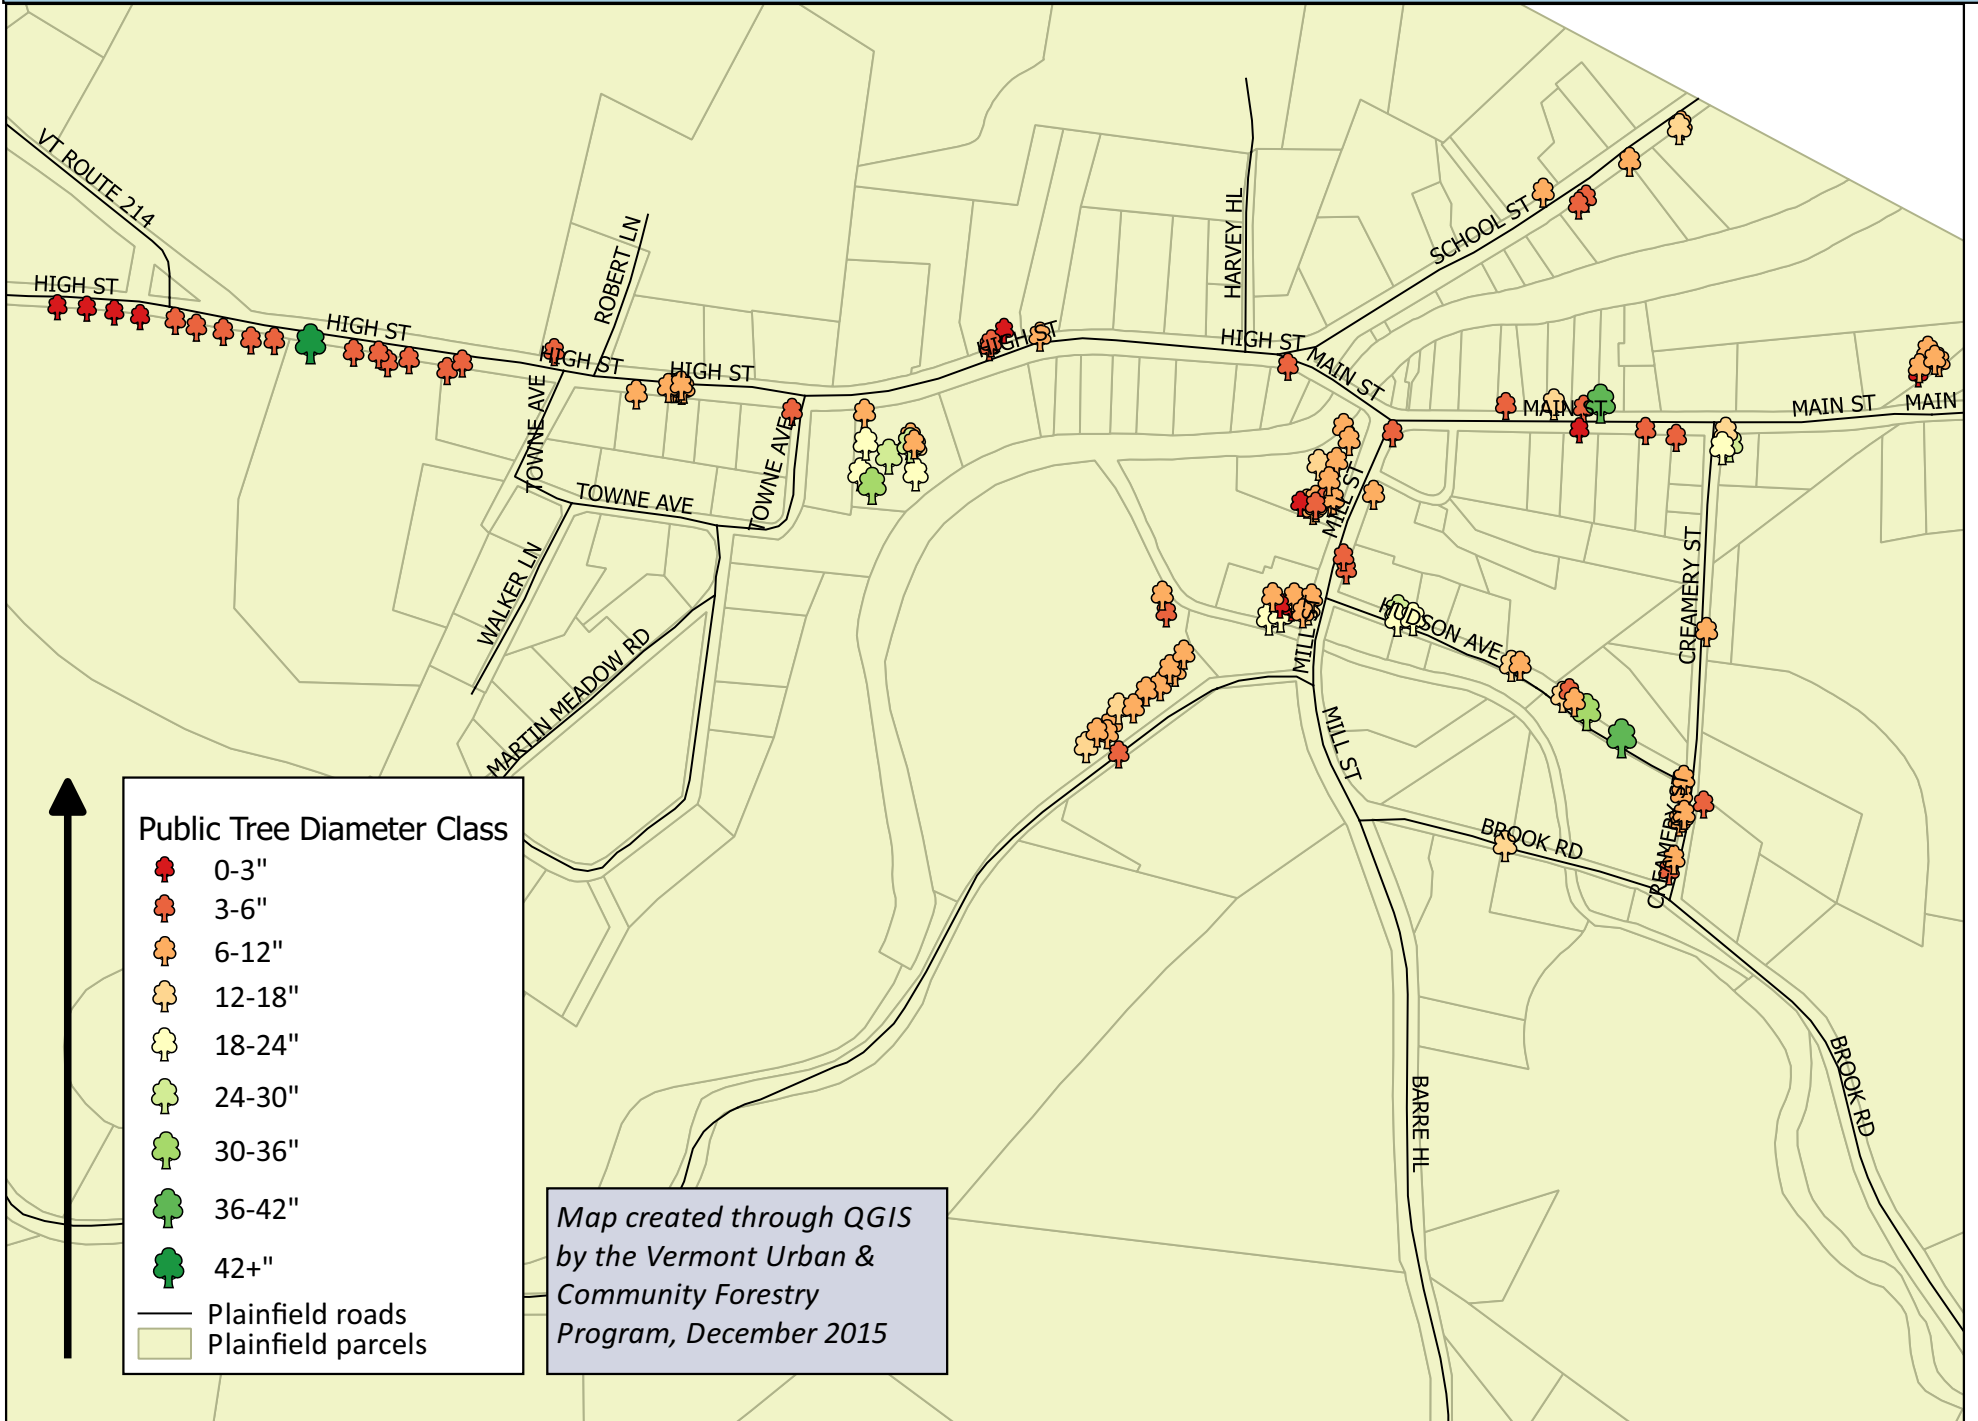 VT ROUTE 214
HIGH ST
HIGH ST
ROBERT LN
HIGH ST
HIGH ST
HIGH ST
HARVEY HL
HIGH ST
SCHOOL ST
MAIN ST
MAIN ST
MAIN ST
MAIN
TOWNE AVE
TOWNE AVE
TOWNE AVE
WALKER LN
MARTIN MEADOW RD
MILL ST
MILL ST
MILL ST
HUDSON AVE
CREAMERY ST
CREAMERY ST
BROOK RD
BROOK RD
BARRE HL
Public Tree Diameter Class
0-3"
3-6"
6-12"
12-18"
18-24"
24-30"
30-36"
36-42"
42+"
Plainfield roads
Plainfield parcels
Map created through QGIS
by the Vermont Urban &
Community Forestry
Program, December 2015